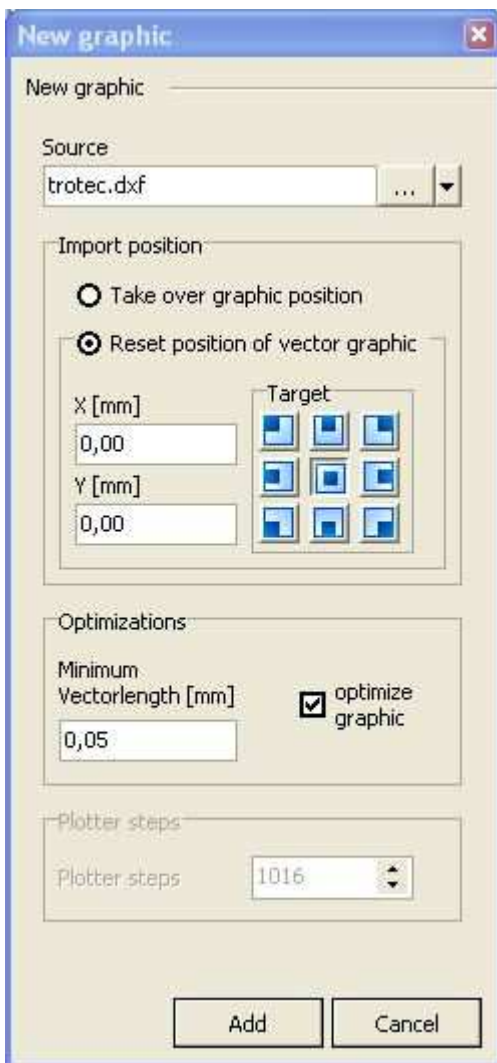 New graphic
New graphic
Source
trotec.dxf
...
Import position
Take over graphic position
Reset position of vector graphic
X [mm]
0,00
Y [mm]
0,00
Target
Optimizations
Minimum
Vectorlength [mm]
0,05
optimize
graphic
Plotter steps
Plotter steps
1016
Add
Cancel